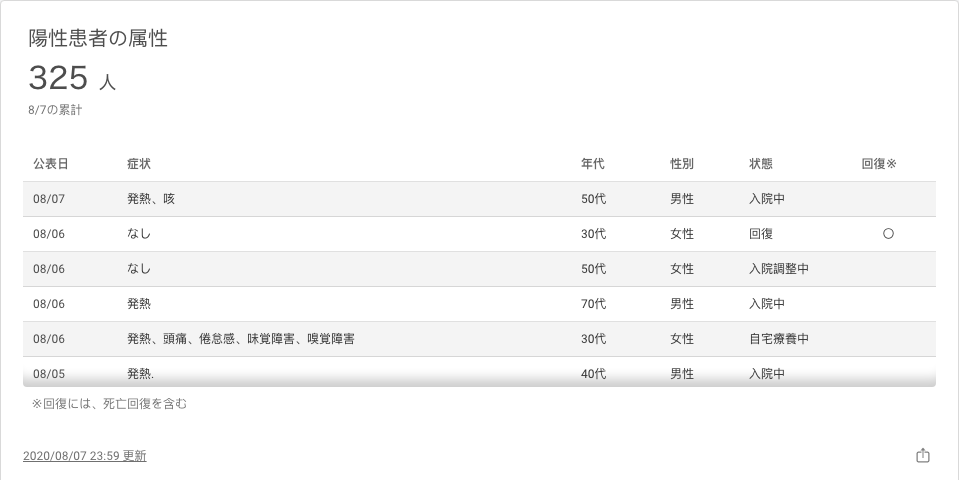 陽性患者の属性
325 人
8/7の累計
公表日 症状 年代 性別 状態 回復※
08/07 発熱、咳 50代 男性 入院中
08/06 なし 30代 女性 回復 〇
08/06 なし 50代 女性 入院調整中
08/06 発熱 70代 男性 入院中
08/06 発熱、頭痛、倦怠感、味覚障害、嗅覚障害 30代 女性 自宅療養中
08/05 発熱. 40代 男性 入院中
※回復には、死亡回復を含む
2020/08/07 23:59 更新